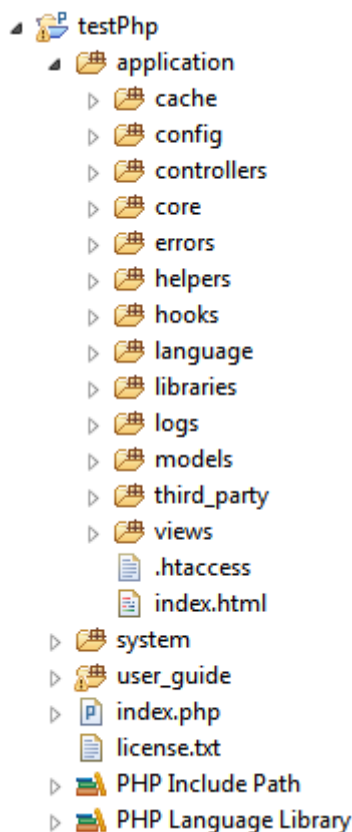 testPhp
application
cache
config
controllers
core
errors
helpers
hooks
language
libraries
logs
models
third_party
views
.htaccess
index.html
system
user_guide
index.php
license.txt
PHP Include Path
PHP Language Library